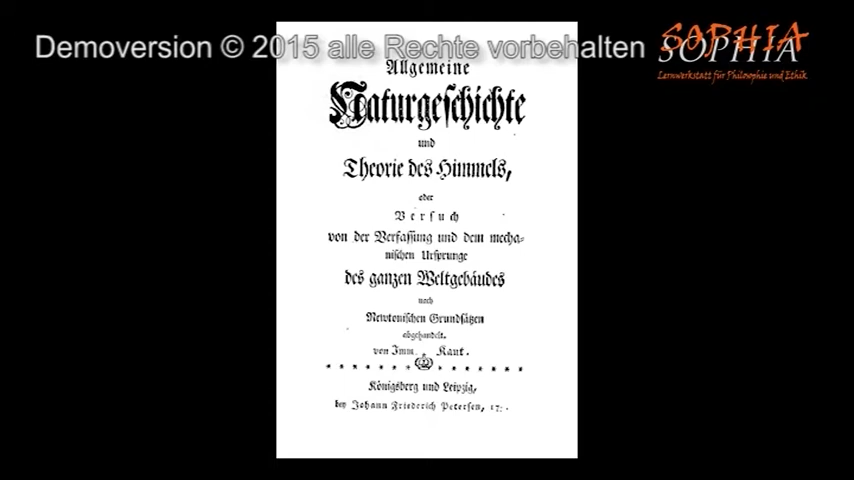 Demoversion © 2015 alle Rechte vorbehalten
SOPHIA
SOPHIA
Lernwerkstatt für Philosophie und Ethik
Allgemeine
Naturgeschichte
und
Theorie des Himmels,
oder
Versuch
von der Verfassung und dem mecha-
nischen Ursprunge
des ganzen Weltgebäudes
nach
Newtonischen Grundsätzen
abgehandelt.
von Imm. Kant.
Königsberg und Leipzig,
bey Johann Friederich Petersen,